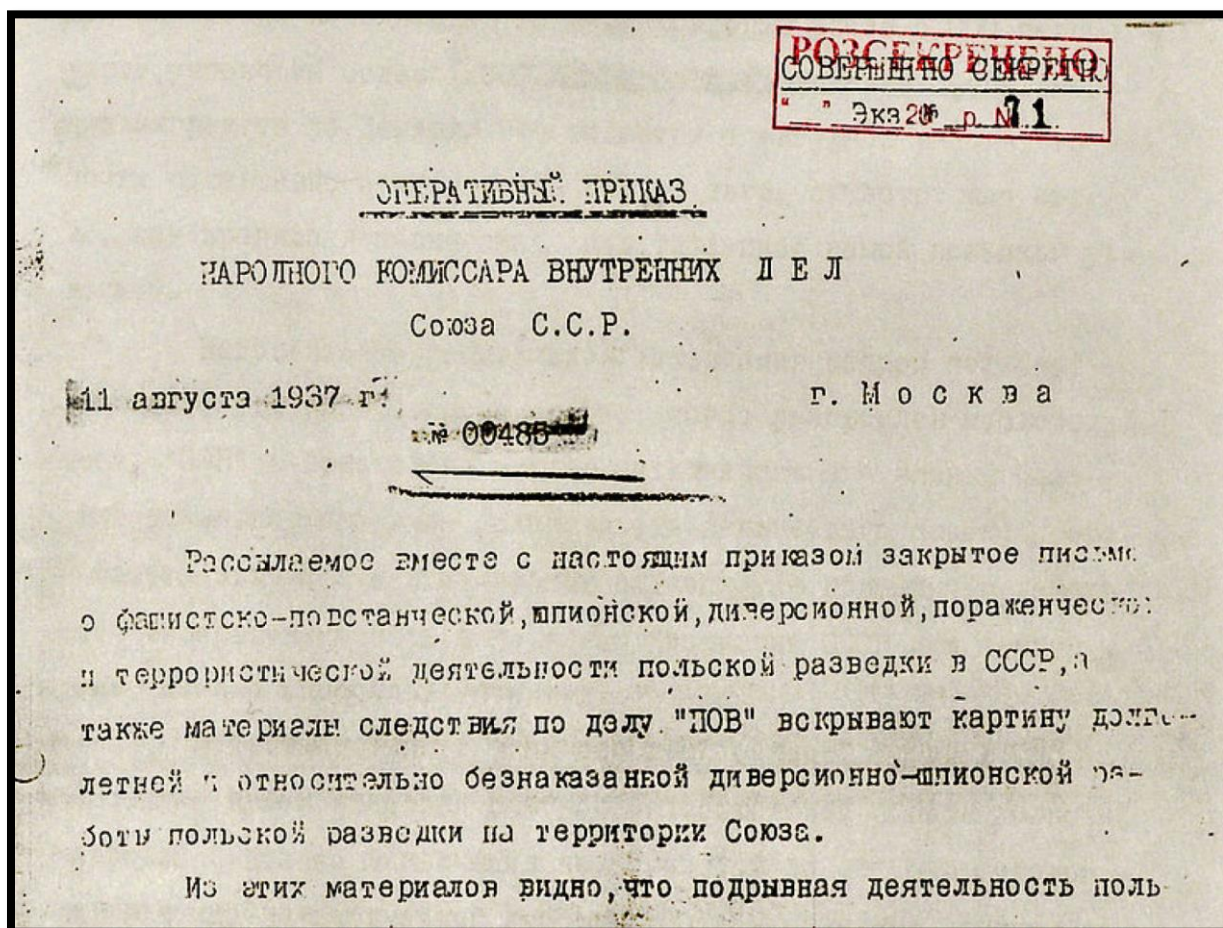 РОЗСЕКРЕЧЕНО
СОВЕРШЕННО СЕКРЕТНО
"__" Экз 20 р. № 71
ОПЕРАТИВНЫЙ ПРИКАЗ
НАРОДНОГО КОМИССАРА ВНУТРЕННИХ Д Е Л
Союза С.С.Р.
11 августа 1937 г.
г. М о с к в а
№ 00485
Рассылаемое вместе с настоящим приказом закрытое письмо
о фашистско-повстанческой,шпионской,диверсионной,пораженческой
и террористической деятельности польской разведки в СССР,а
также материалы следствия по делу "ПОВ" вскрывают картину долго-
летней и относительно безнаказанной диверсионно-шпионской ра-
боты польской разведки на территории Союза.
Из этих материалов видно,что подрывная деятельность поль